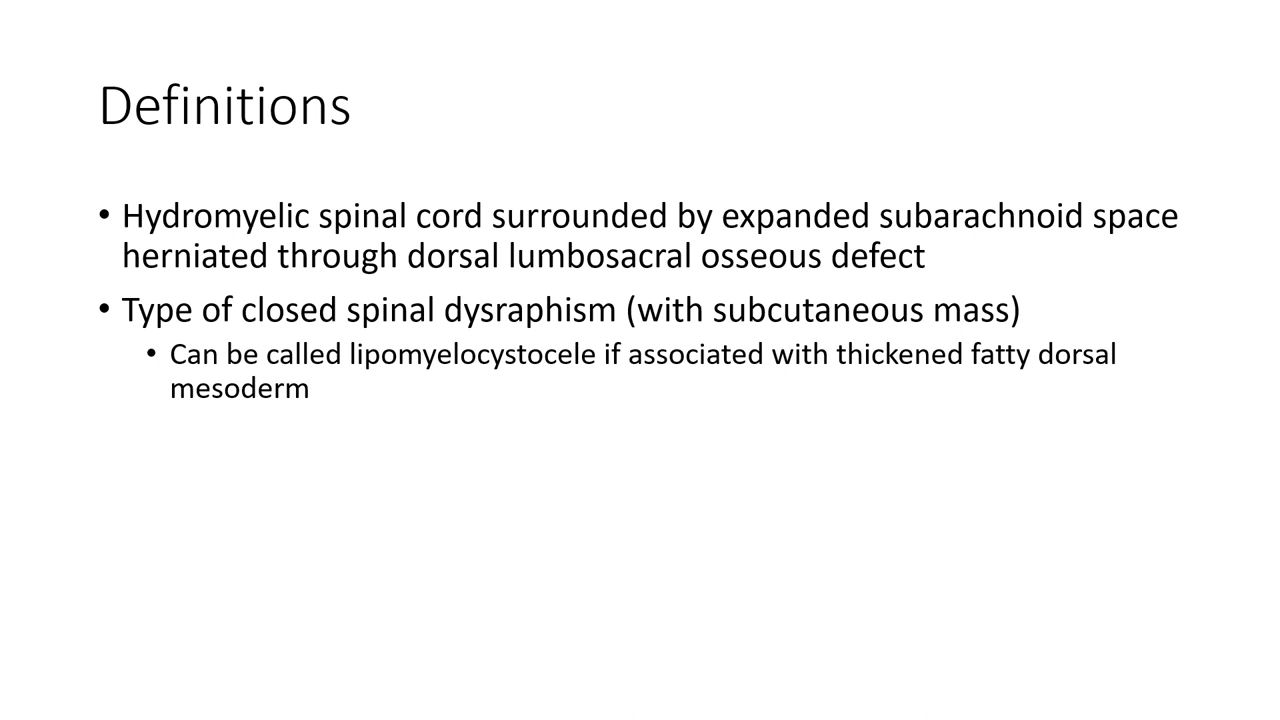 Definitions
• Hydromyelic spinal cord surrounded by expanded subarachnoid space
herniated through dorsal lumbosacral osseous defect
• Type of closed spinal dysraphism (with subcutaneous mass)
• Can be called lipomyelocystocele if associated with thickened fatty dorsal
mesoderm